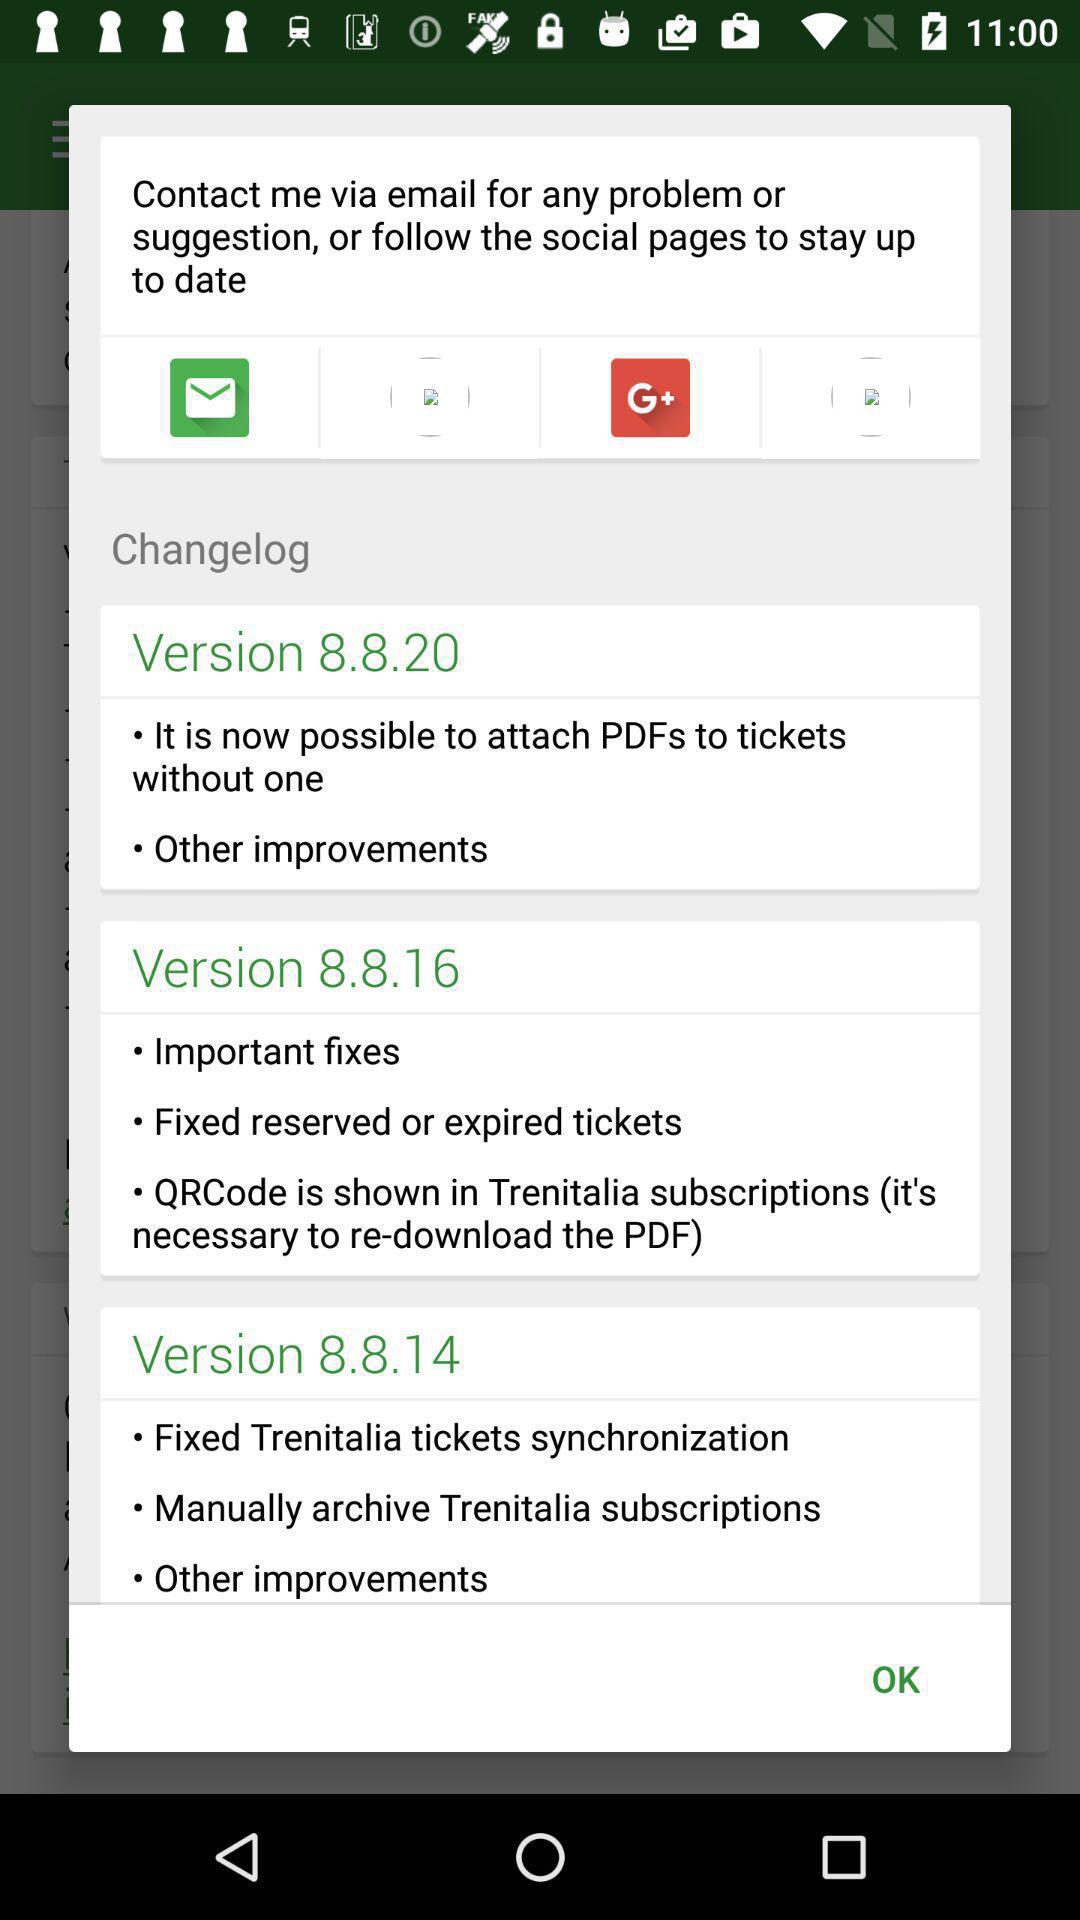 FAKE
11:00
Contact me via email for any problem or
suggestion, or follow the social pages to stay up
to date
G+
Changelog
Version 8.8.20
• It is now possible to attach PDFs to tickets
without one
• Other improvements
Version 8.8.16
• Important fixes
• Fixed reserved or expired tickets
• QRCode is shown in Trenitalia subscriptions (it's
necessary to re-download the PDF)
Version 8.8.14
• Fixed Trenitalia tickets synchronization
• Manually archive Trenitalia subscriptions
• Other improvements
OK